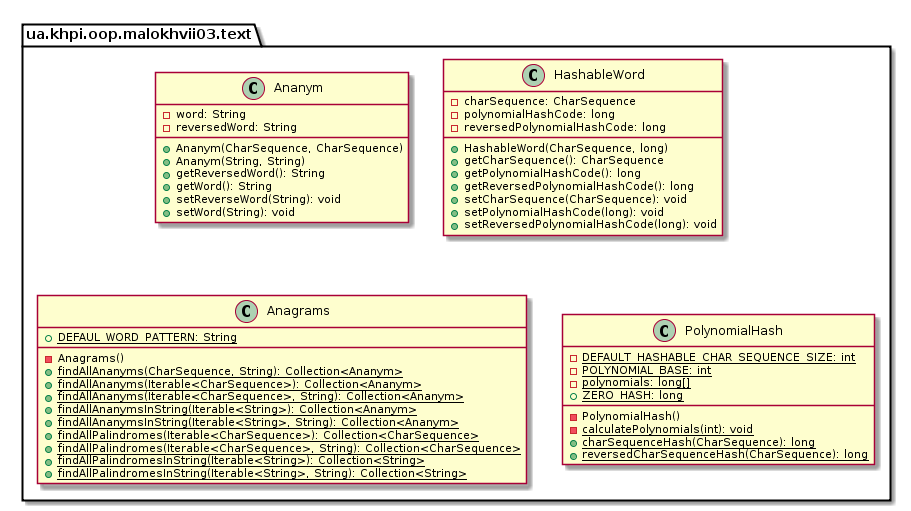 ua.khpi.oop.malokhvii03.text
C Ananym
word: String
reversedWord: String
Ananym(CharSequence, CharSequence)
Ananym(String, String)
getReversedWord(): String
getWord(): String
setReverseWord(String): void
setWord(String): void
C HashableWord
charSequence: CharSequence
polynomialHashCode: long
reversedPolynomialHashCode: long
HashableWord(CharSequence, long)
getCharSequence(): CharSequence
getPolynomialHashCode(): long
getReversedPolynomialHashCode(): long
setCharSequence(CharSequence): void
setPolynomialHashCode(long): void
setReversedPolynomialHashCode(long): void
C Anagrams
DEFAUL_WORD_PATTERN: String
Anagrams()
findAllAnanyms(CharSequence, String): Collection<Ananym>
findAllAnanyms(Iterable<CharSequence>): Collection<Ananym>
findAllAnanyms(Iterable<CharSequence>, String): Collection<Ananym>
findAllAnanymsInString(Iterable<String>): Collection<Ananym>
findAllAnanymsInString(Iterable<String>, String): Collection<Ananym>
findAllPalindromes(Iterable<CharSequence>): Collection<CharSequence>
findAllPalindromes(Iterable<CharSequence>, String): Collection<CharSequence>
findAllPalindromesInString(Iterable<String>): Collection<String>
findAllPalindromesInString(Iterable<String>, String): Collection<String>
C PolynomialHash
DEFAULT_HASHABLE_CHAR_SEQUENCE_SIZE: int
POLYNOMIAL_BASE: int
polynomials: long[]
ZERO_HASH: long
PolynomialHash()
calculatePolynomials(int): void
charSequenceHash(CharSequence): long
reversedCharSequenceHash(CharSequence): long